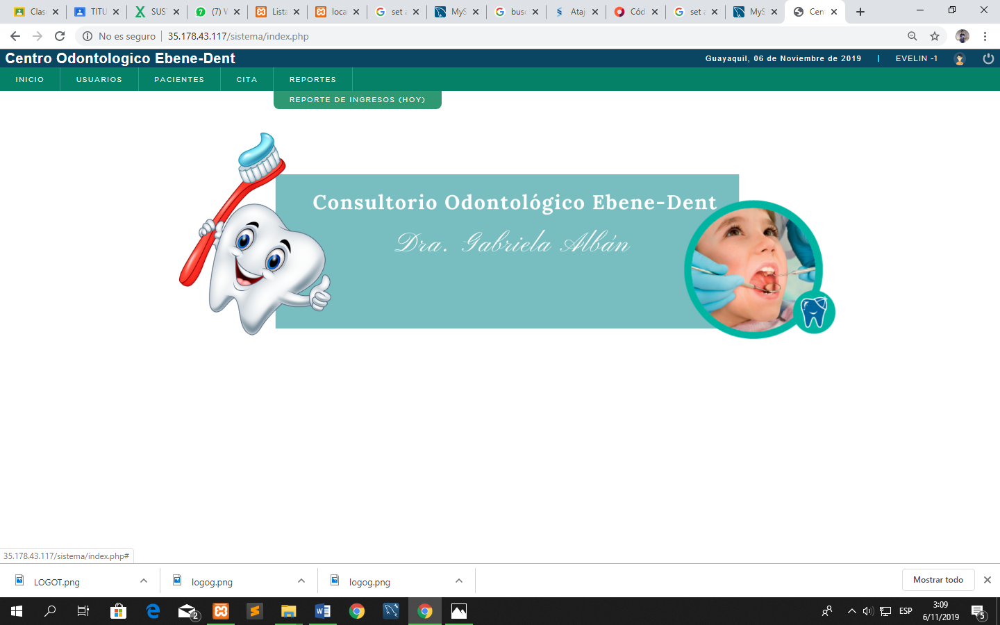 Clas
TITU
SUS
(7) W
Lista
loca
set a
MyS
busc
Ataj
Cód
set a
MyS
Cen
No es seguro
35.178.43.117/sistema/index.php
Centro Odontologico Ebene-Dent
Guayaquil, 06 de Noviembre de 2019 | EVELIN -1
INICIO USUARIOS PACIENTES CITA REPORTES
REPORTE DE INGRESOS (HOY)
Consultorio Odontológico Ebene-Dent
Dra. Gabriela Albán
35.178.43.117/sistema/index.php#
LOGOT.png
logog.png
logog.png
Mostrar todo
2
ESP
3:09
6/11/2019
5